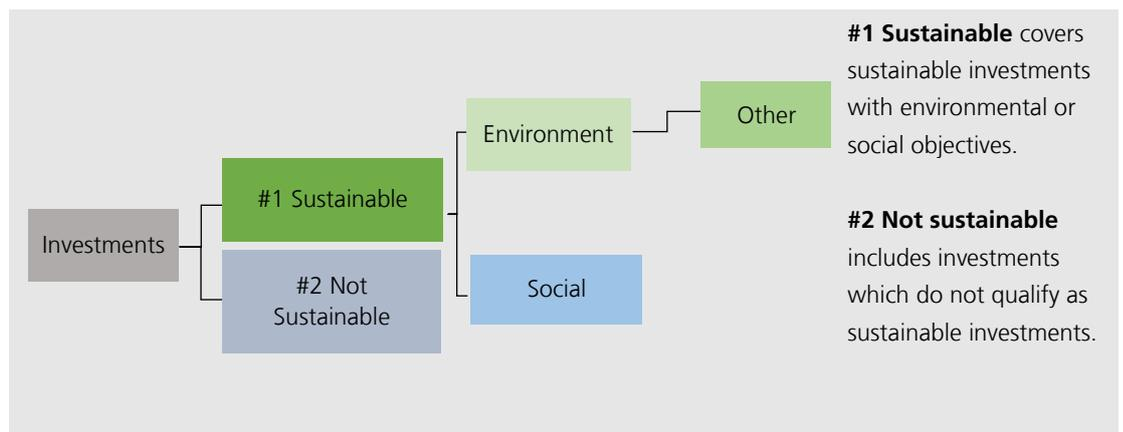 Investments
#1 Sustainable
#2 Not
Sustainable
Environment
Social
Other
#1 Sustainable covers
sustainable investments
with environmental or
social objectives.
#2 Not sustainable
includes investments
which do not qualify as
sustainable investments.